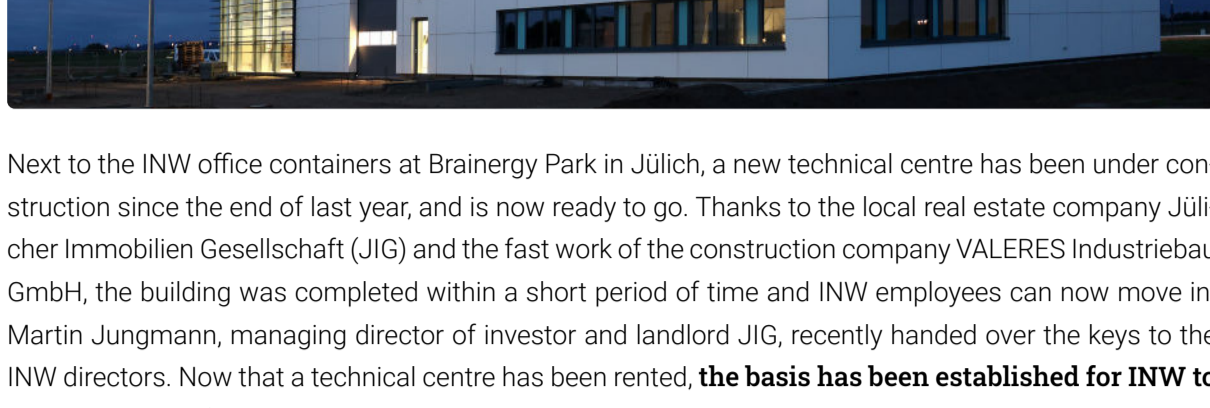 Next to the INW office containers at Brainergy Park in Jülich, a new technical centre has been under con-
struction since the end of last year, and is now ready to go. Thanks to the local real estate company Jüli-
cher Immobilien Gesellschaft (JIG) and the fast work of the construction company VALERES Industriebau
GmbH, the building was completed within a short period of time and INW employees can now move in.
Martin Jungmann, managing director of investor and landlord JIG, recently handed over the keys to the
INW directors. Now that a technical centre has been rented, the basis has been established for INW to